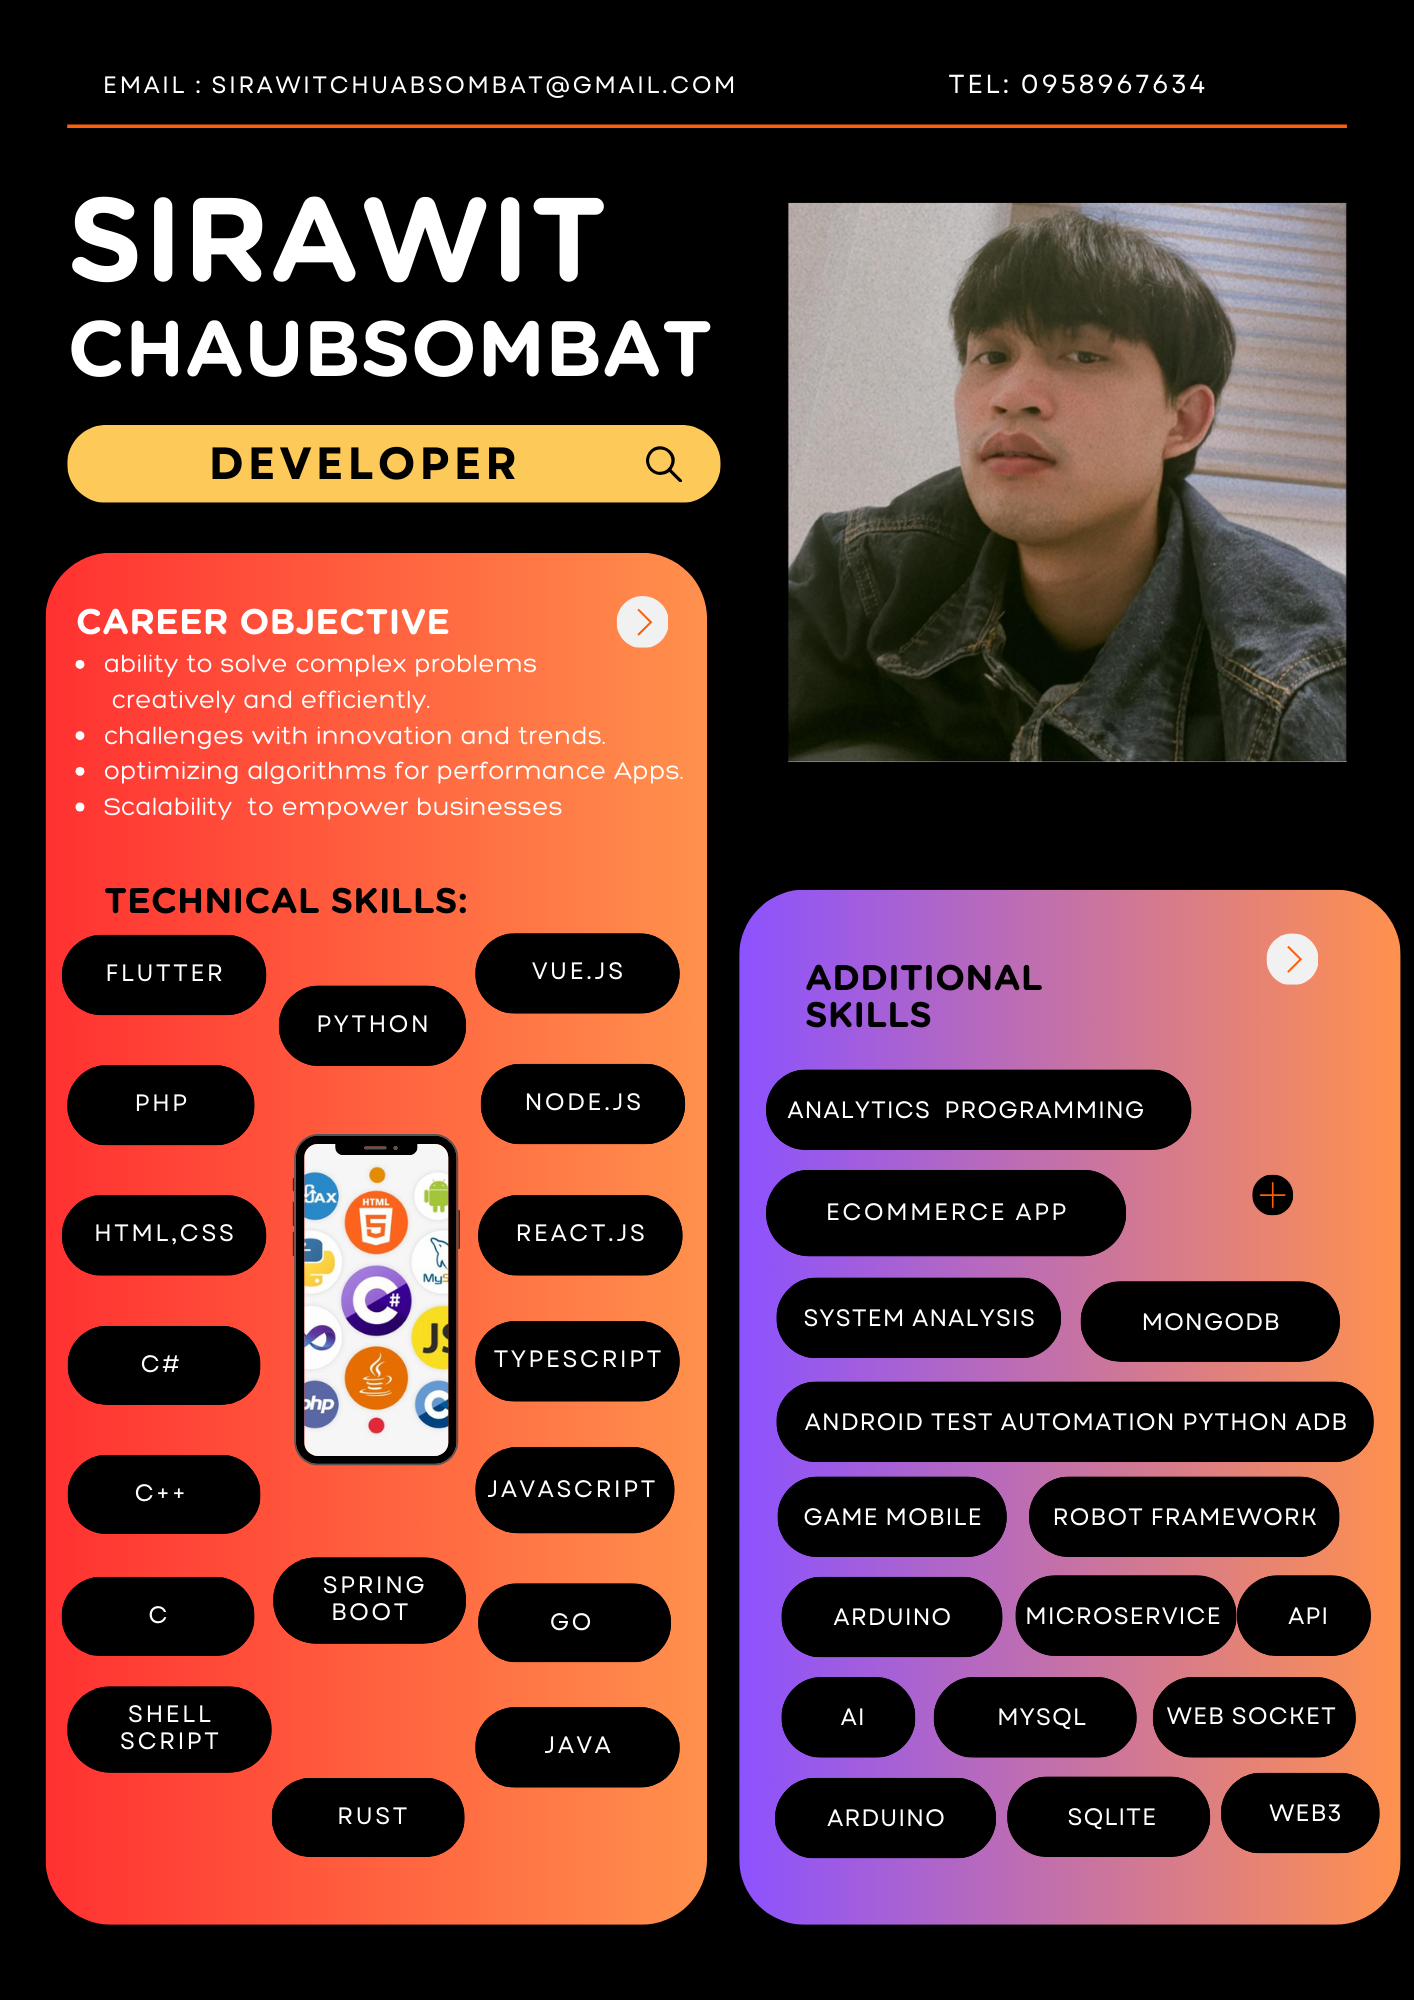 EMAIL : SIRAWITCHUABSOMBAT@GMAIL.COM
TEL: 0958967634
SIRAWIT
CHAUBSOMBAT
DEVELOPER
CAREER OBJECTIVE
ability to solve complex problems
creatively and efficiently.
challenges with innovation and trends.
optimizing algorithms for performance Apps.
Scalability to empower businesses
TECHNICAL SKILLS:
FLUTTER
VUE.JS
PYTHON
PHP
NODE.JS
HTML,CSS
REACT.JS
C#
TYPESCRIPT
C++
JAVASCRIPT
SPRING
BOOT
C
GO
SHELL
SCRIPT
JAVA
RUST
HTML
5
C#
JS
php
C
ADDITIONAL
SKILLS
ANALYTICS PROGRAMMING
ECOMMERCE APP
SYSTEM ANALYSIS
MONGODB
ANDROID TEST AUTOMATION PYTHON ADB
GAME MOBILE
ROBOT FRAMEWORK
ARDUINO
MICROSERVICE
API
AI
MYSQL
WEB SOCKET
ARDUINO
SQLITE
WEB3